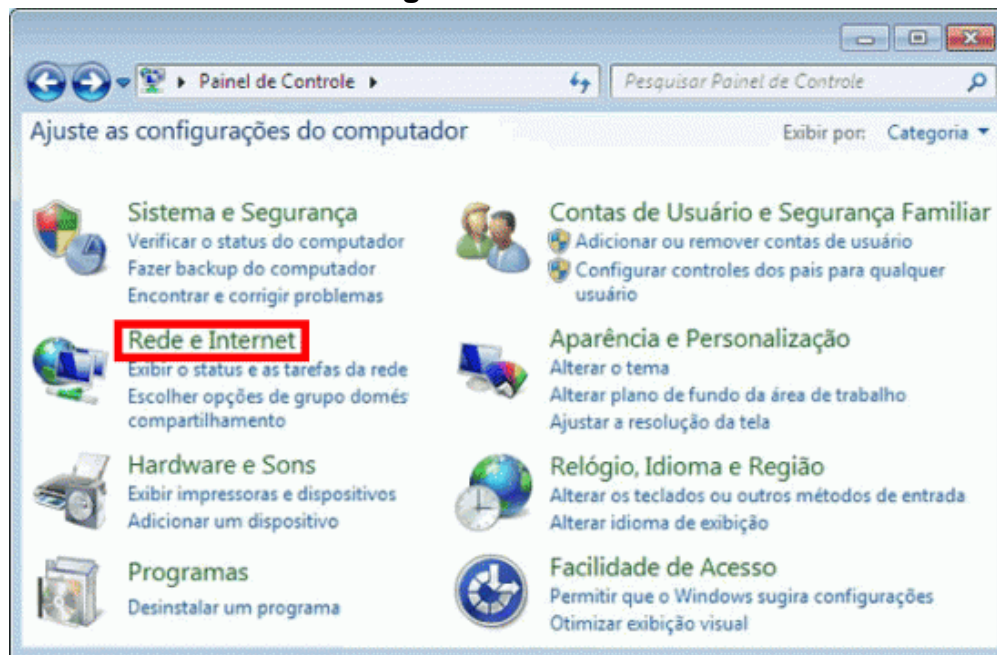 Painel de Controle
Pesquisar Painel de Controle
Ajuste as configurações do computador
Exibir por: Categoria
Sistema e Segurança
Verificar o status do computador
Fazer backup do computador
Encontrar e corrigir problemas
Rede e Internet
Exibir o status e as tarefas da rede
Escolher opções de grupo domés
compartilhamento
Hardware e Sons
Exibir impressoras e dispositivos
Adicionar um dispositivo
Programas
Desinstalar um programa
Contas de Usuário e Segurança Familiar
Adicionar ou remover contas de usuário
Configurar controles dos pais para qualquer
usuário
Aparência e Personalização
Alterar o tema
Alterar plano de fundo da área de trabalho
Ajustar a resolução da tela
Relógio, Idioma e Região
Alterar os teclados ou outros métodos de entrada
Alterar idioma de exibição
Facilidade de Acesso
Permitir que o Windows sugira configurações
Otimizar exibição visual